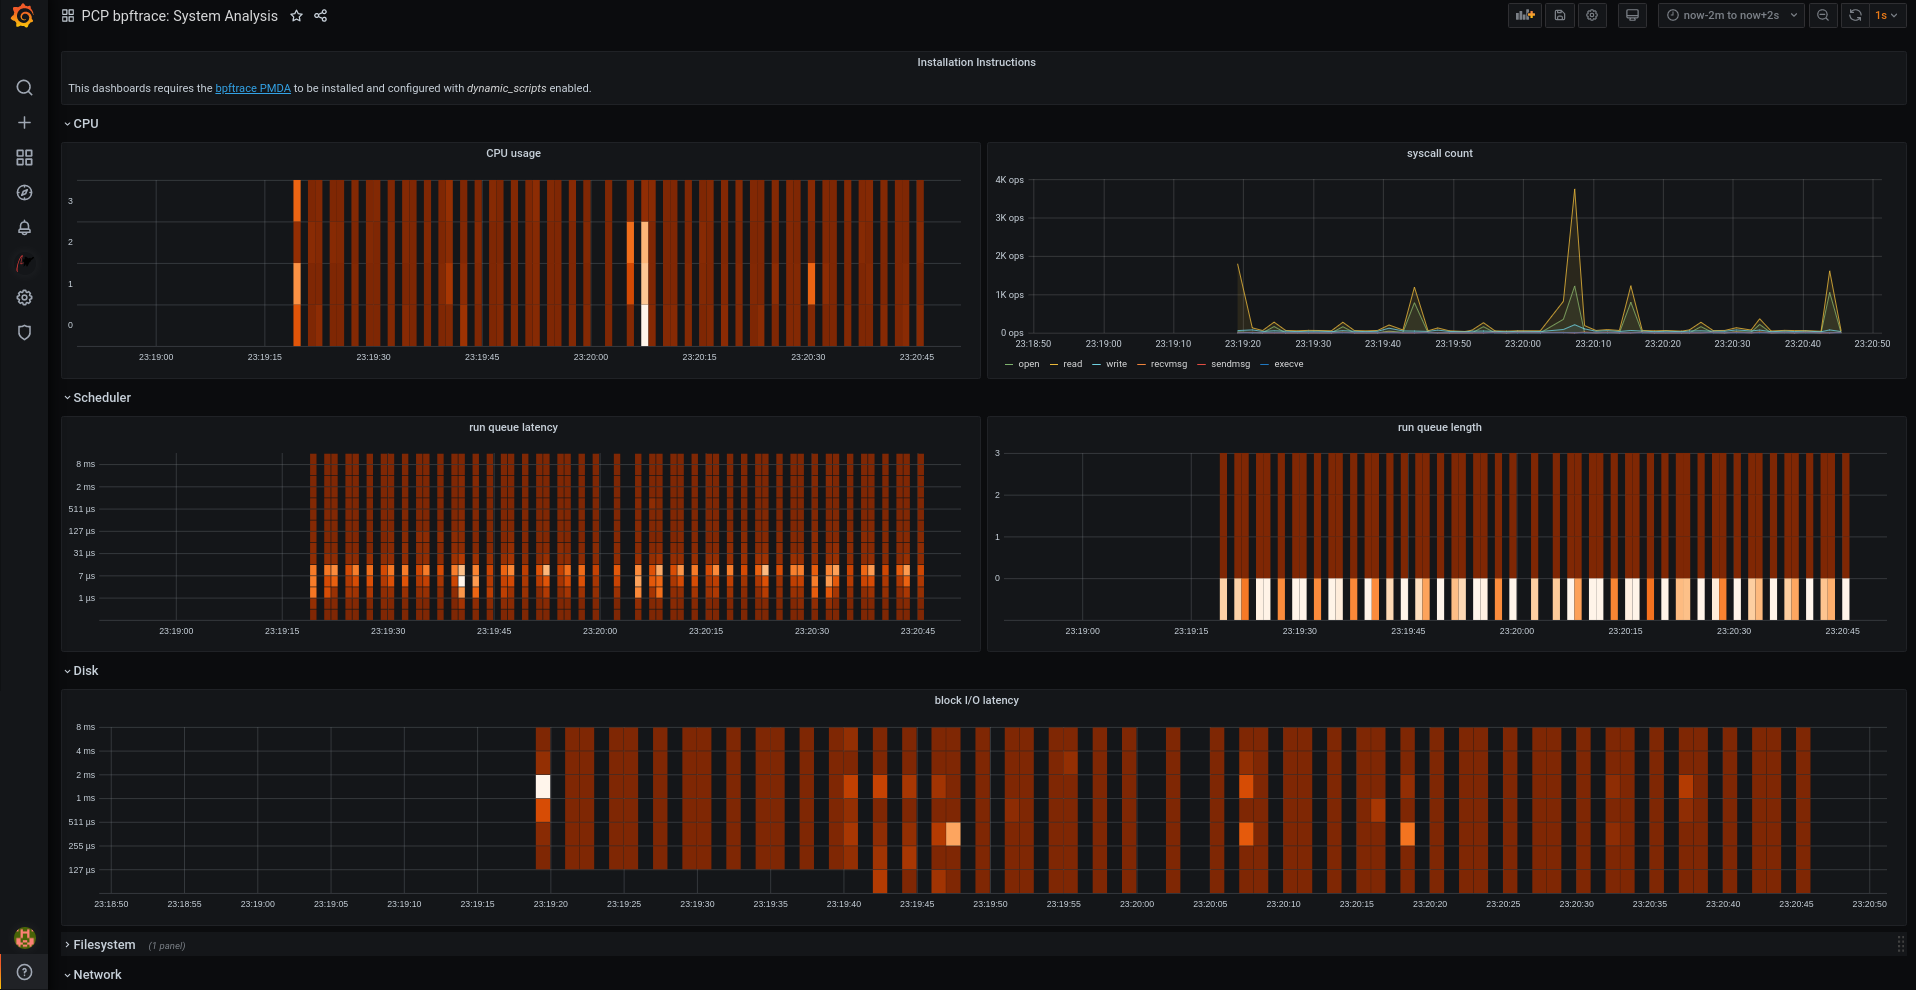 PCP bpftrace: System Analysis
now-2m to now+2s
1s
Installation Instructions
This dashboards requires the bpftrace PMDA to be installed and configured with dynamic_scripts enabled.
CPU
CPU usage
3
2
1
0
23:19:00 23:19:15 23:19:30 23:19:45 23:20:00 23:20:15 23:20:30 23:20:45
syscall count
4K ops
3K ops
2K ops
1K ops
0 ops
23:18:50 23:19:00 23:19:10 23:19:20 23:19:30 23:19:40 23:19:50 23:20:00 23:20:10 23:20:20 23:20:30 23:20:40 23:20:50
open read write recvmsg sendmsg execve
Scheduler
run queue latency
8 ms
2 ms
511 µs
127 µs
31 µs
7 µs
1 µs
23:19:00 23:19:15 23:19:30 23:19:45 23:20:00 23:20:15 23:20:30 23:20:45
run queue length
3
2
1
0
23:19:00 23:19:15 23:19:30 23:19:45 23:20:00 23:20:15 23:20:30 23:20:45
Disk
block I/O latency
8 ms
4 ms
2 ms
1 ms
511 µs
255 µs
127 µs
23:18:50 23:18:55 23:19:00 23:19:05 23:19:10 23:19:15 23:19:20 23:19:25 23:19:30 23:19:35 23:19:40 23:19:45 23:19:50 23:19:55 23:20:00 23:20:05 23:20:10 23:20:15 23:20:20 23:20:25 23:20:30 23:20:35 23:20:40 23:20:45 23:20:50
Filesystem (1 panel)
Network